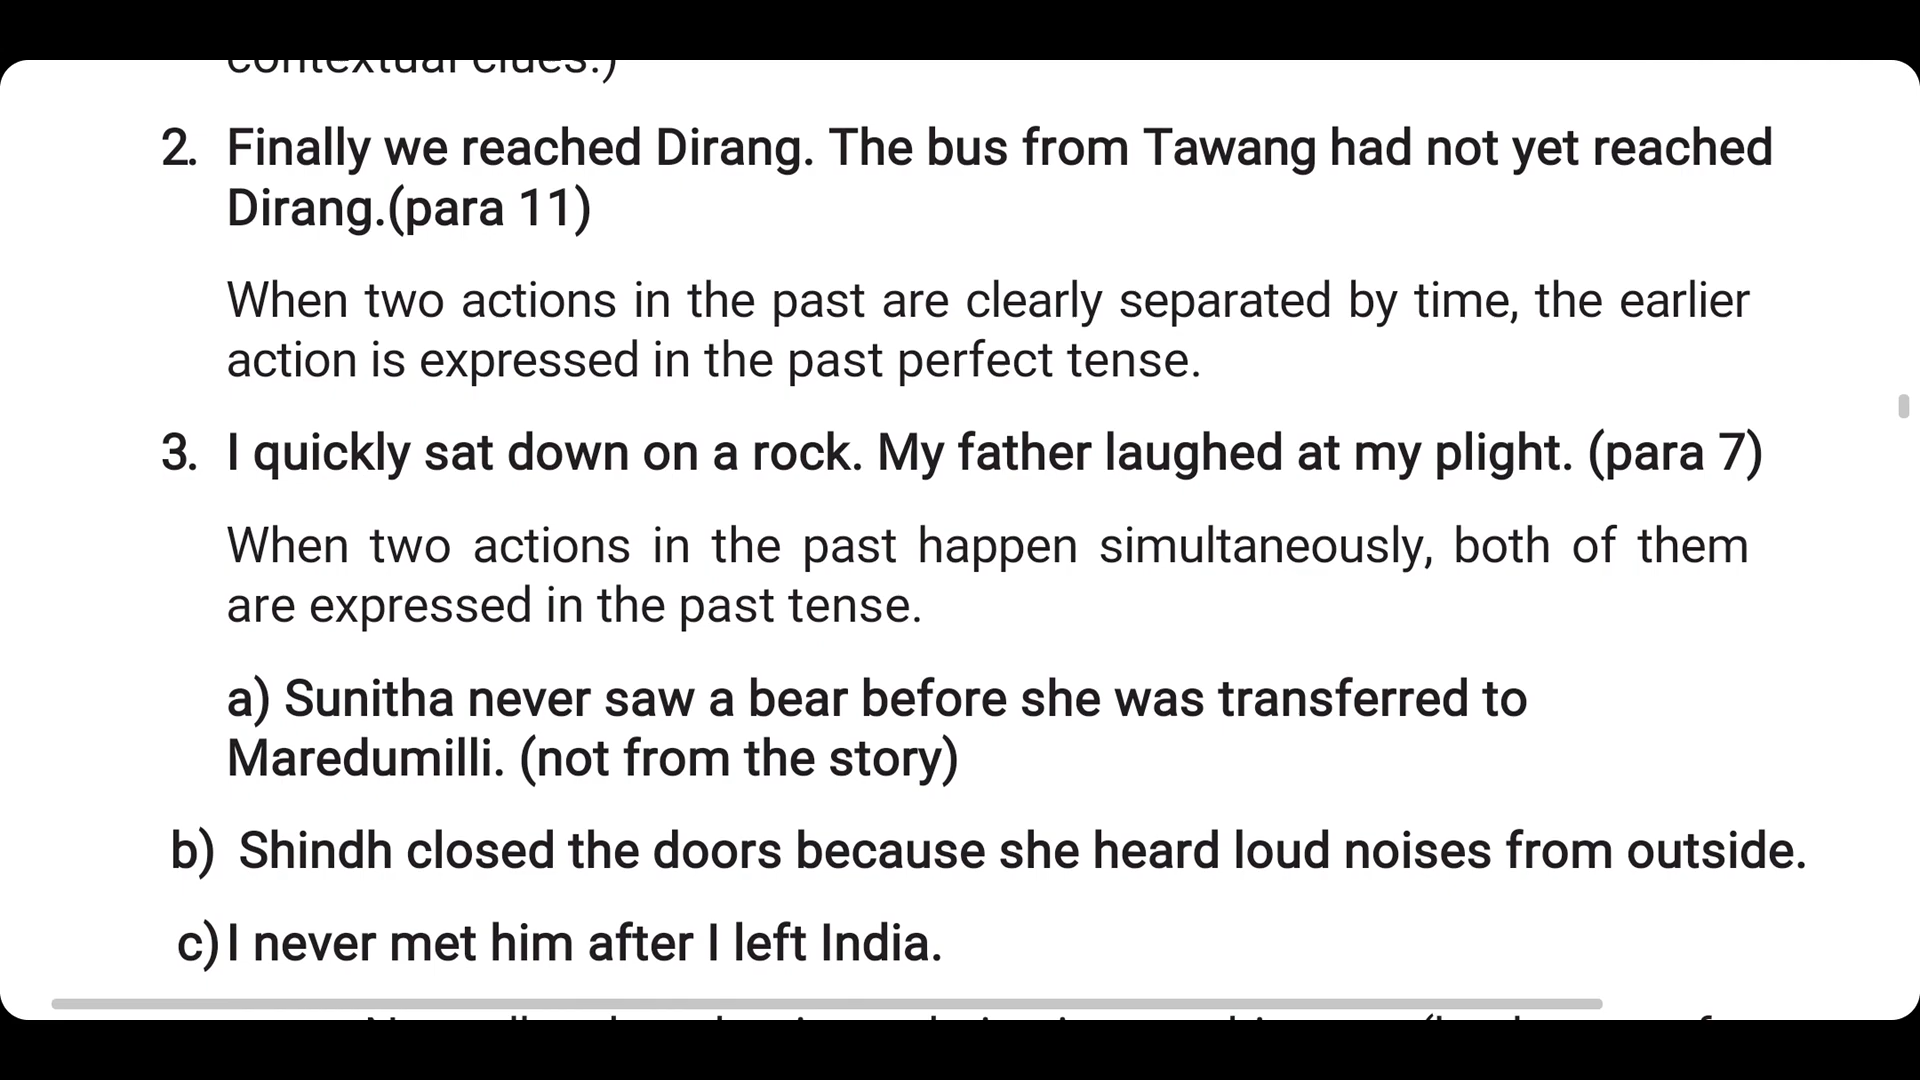 contextual clues.)
2. Finally we reached Dirang. The bus from Tawang had not yet reached
Dirang.(para 11)
When two actions in the past are clearly separated by time, the earlier
action is expressed in the past perfect tense.
3. I quickly sat down on a rock. My father laughed at my plight. (para 7)
When two actions in the past happen simultaneously, both of them
are expressed in the past tense.
a) Sunitha never saw a bear before she was transferred to
Maredumilli. (not from the story)
b) Shindh closed the doors because she heard loud noises from outside.
c) I never met him after I left India.